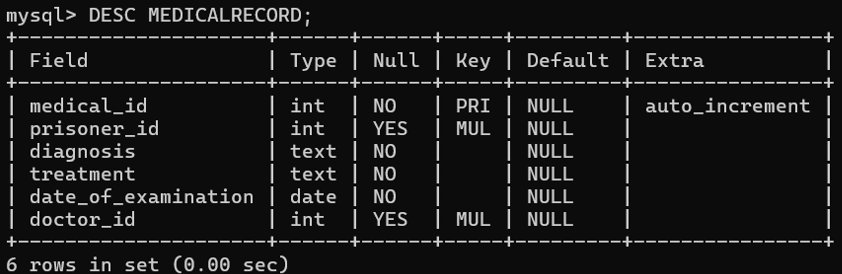 mysql> DESC MEDICALRECORD;
+---------------------+------+------+-----+---------+----------------+
| Field               | Type | Null | Key | Default | Extra          |
+---------------------+------+------+-----+---------+----------------+
| medical_id          | int  | NO   | PRI | NULL    | auto_increment |
| prisoner_id         | int  | YES  | MUL | NULL    |                |
| diagnosis           | text | NO   |     | NULL    |                |
| treatment           | text | NO   |     | NULL    |                |
| date_of_examination | date | NO   |     | NULL    |                |
| doctor_id           | int  | YES  | MUL | NULL    |                |
+---------------------+------+------+-----+---------+----------------+
6 rows in set (0.00 sec)